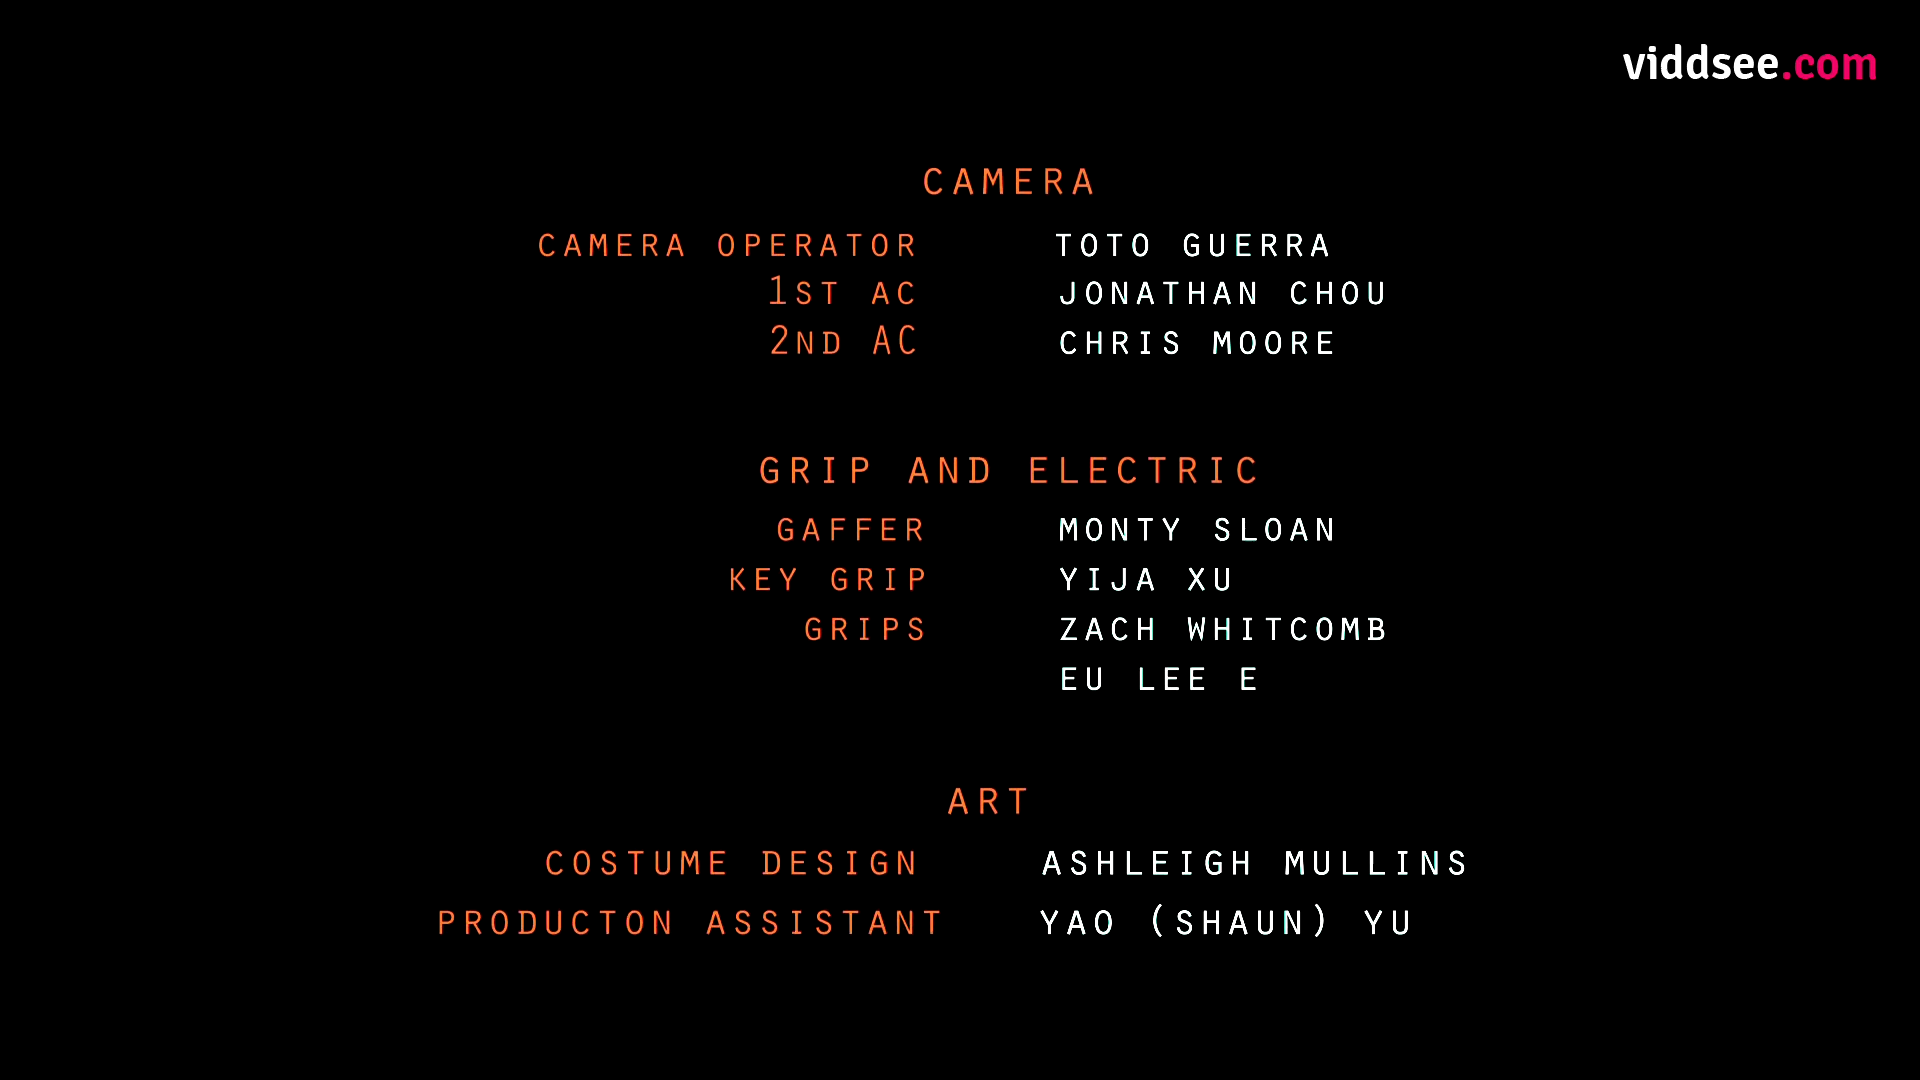 viddsee.com
CAMERA
CAMERA OPERATOR TOTO GUERRA
1ST AC JONATHAN CHOU
2ND AC CHRIS MOORE
GRIP AND ELECTRIC
GAFFER MONTY SLOAN
KEY GRIP YIJA XU
GRIPS ZACH WHITCOMB
EU LEE E
ART
COSTUME DESIGN ASHLEIGH MULLINS
PRODUCTON ASSISTANT YAO (SHAUN) YU